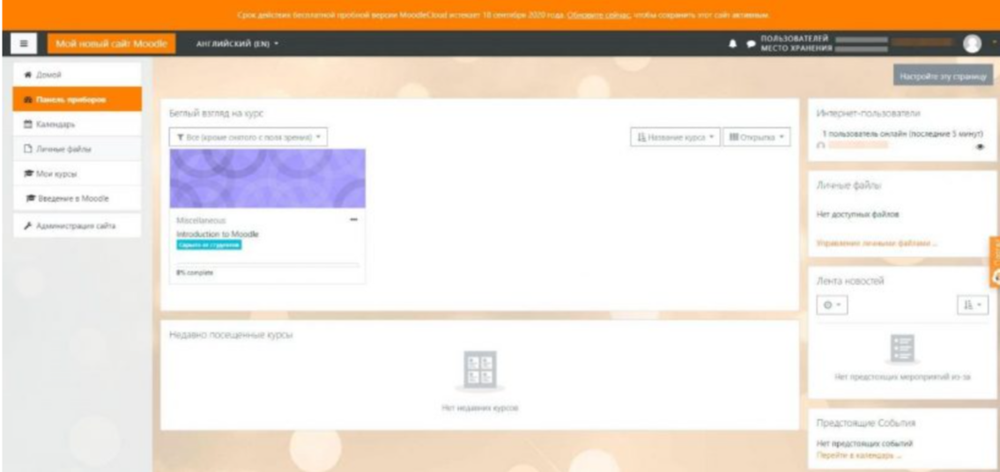 Срок действия бесплатной пробной версии MoodleCloud истекает 10 сентября 2020 года. Обновите сейчас, чтобы сохранить этот сайт активным.
Мой новый сайт Moodle
АНГЛИЙСКИЙ (EN)
ПОЛЬЗОВАТЕЛЕЙ
МЕСТО ХРАНЕНИЯ
Домой
Панель приборов
Календарь
Личные файлы
Мои курсы
Введение в Moodle
Администрация сайта
Настройте эту страницу
Беглый взгляд на курс
Все (кроме снятого с поля зрения)
Название курса
Открытка
Miscellaneous
Introduction to Moodle
Скрыто от студентов
0% complete
Недавно посещенные курсы
Нет недавних курсов
Интернет-пользователи
1 пользователь онлайн (последние 5 минут)
Личные файлы
Нет доступных файлов
Управление личными файлами ...
Лента новостей
Нет предстоящих мероприятий из-за
Предстоящие События
Нет предстоящих событий
Перейти в календарь ...